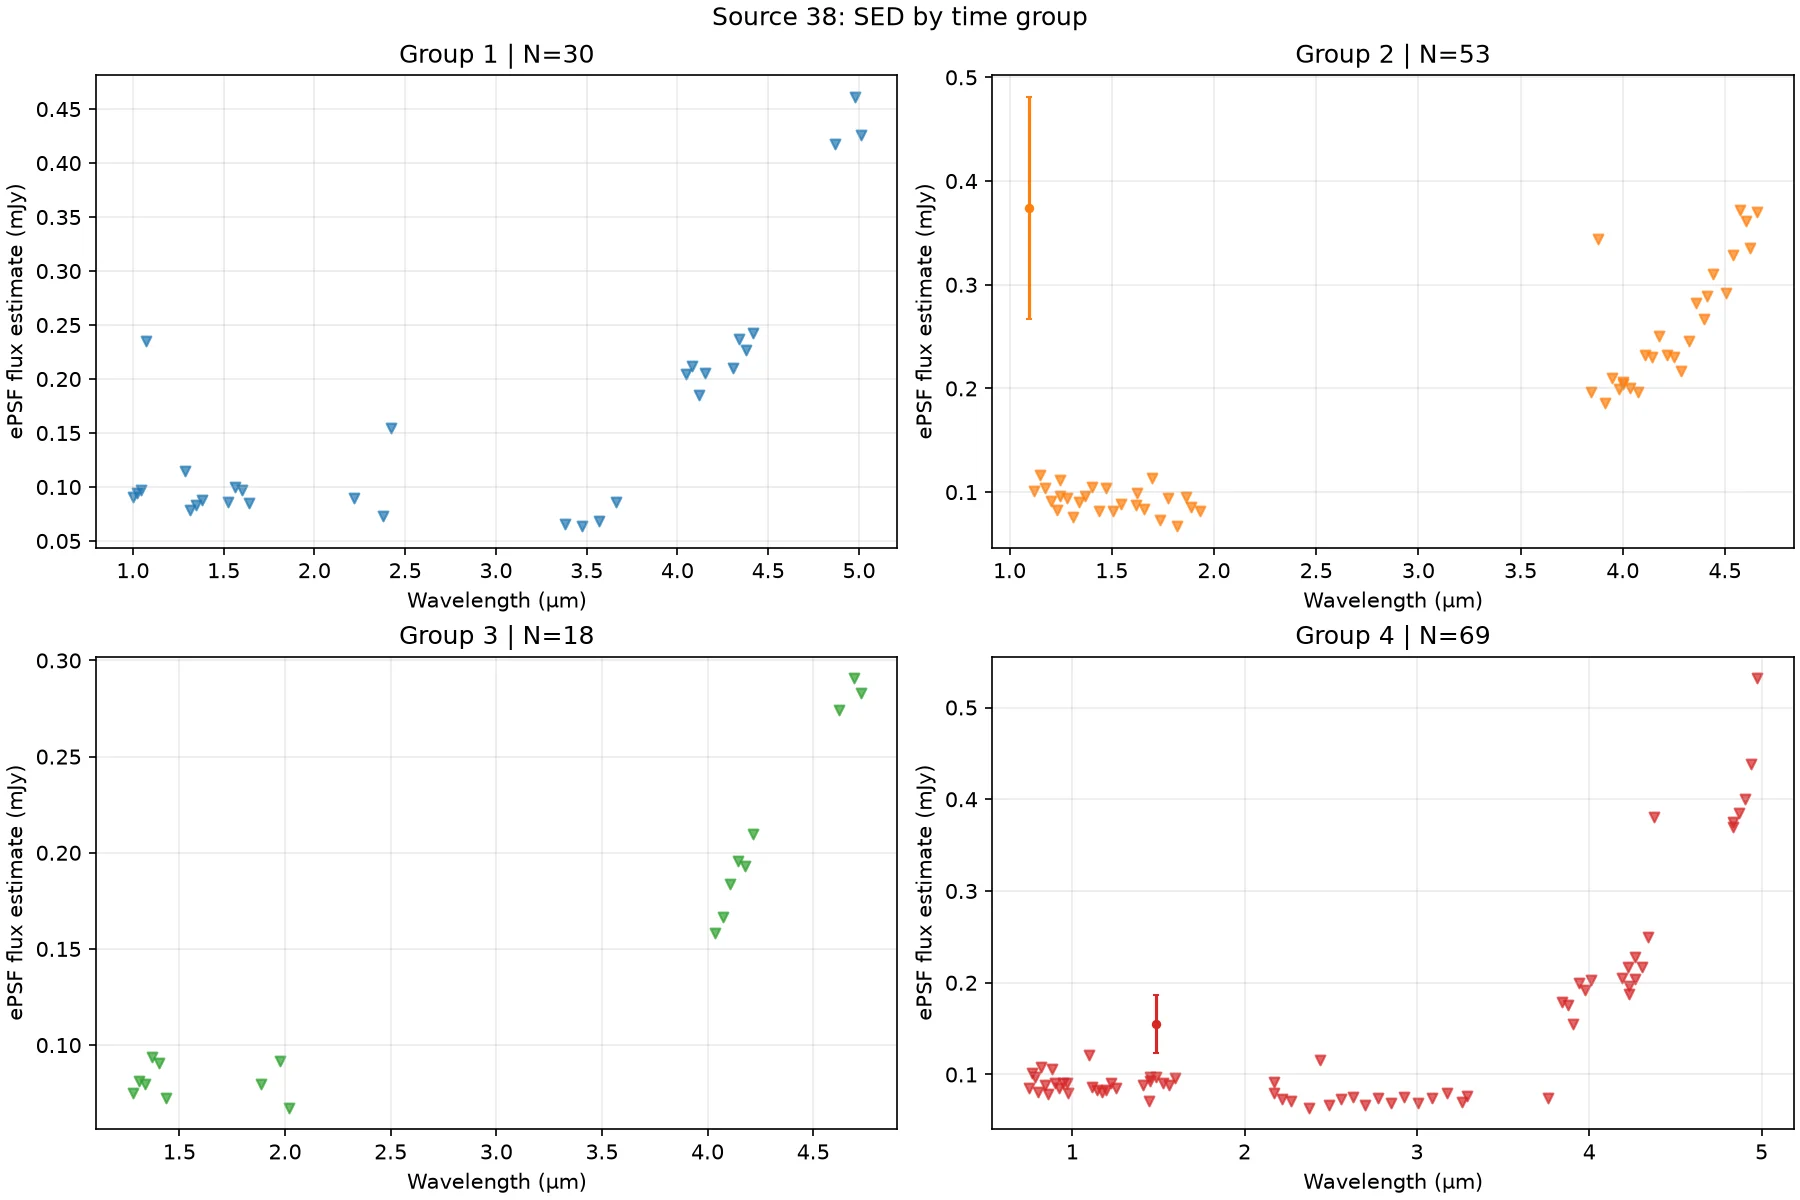 Source 38: SED by time group
Group 1 | N=30
ePSF flux estimate (mJy)
0.45
0.40
0.35
0.30
0.25
0.20
0.15
0.10
0.05
1.0 1.5 2.0 2.5 3.0 3.5 4.0 4.5 5.0
Wavelength (μm)
Group 2 | N=53
ePSF flux estimate (mJy)
0.5
0.4
0.3
0.2
0.1
1.0 1.5 2.0 2.5 3.0 3.5 4.0 4.5
Wavelength (μm)
Group 3 | N=18
ePSF flux estimate (mJy)
0.30
0.25
0.20
0.15
0.10
1.5 2.0 2.5 3.0 3.5 4.0 4.5
Wavelength (μm)
Group 4 | N=69
ePSF flux estimate (mJy)
0.5
0.4
0.3
0.2
0.1
1 2 3 4 5
Wavelength (μm)